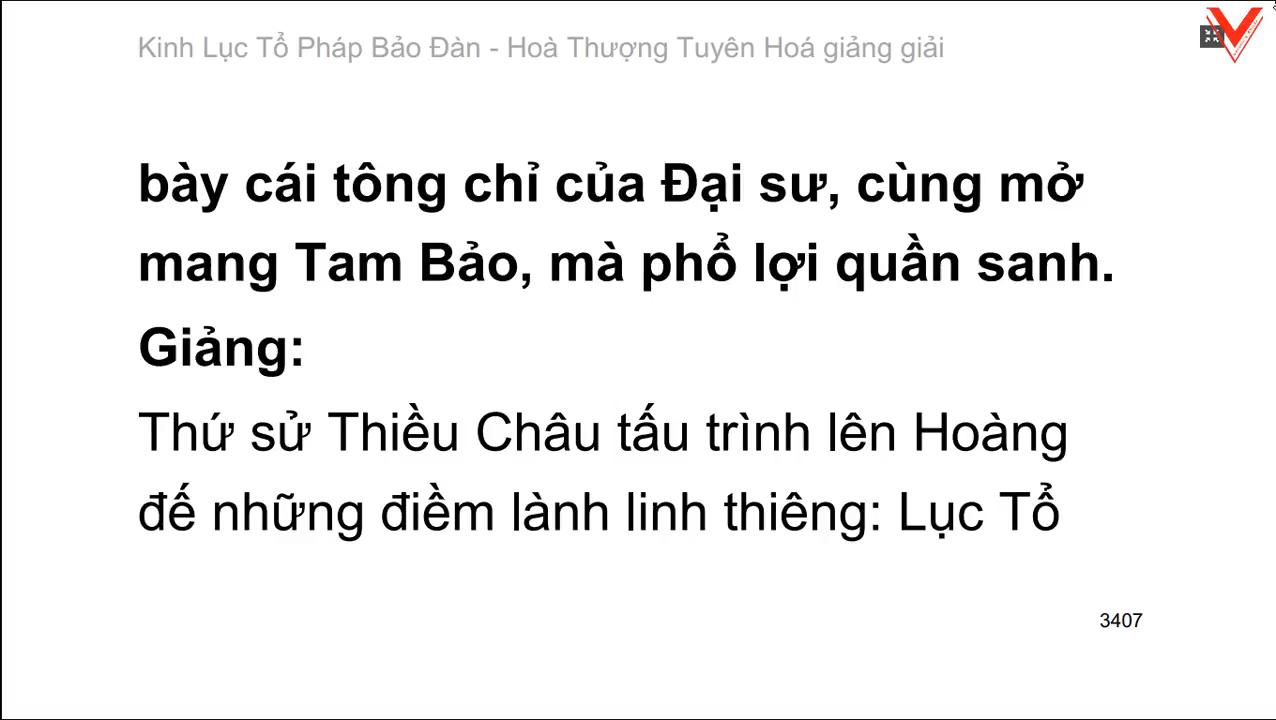 Kinh Lục Tổ Pháp Bảo Đàn - Hoà Thượng Tuyên Hoá giảng giải
bày cái tông chỉ của Đại sư, cùng mở
mang Tam Bảo, mà phổ lợi quần sanh.
Giảng:
Thứ sử Thiều Châu tấu trình lên Hoàng
đế những điềm lành linh thiêng: Lục Tổ
3407